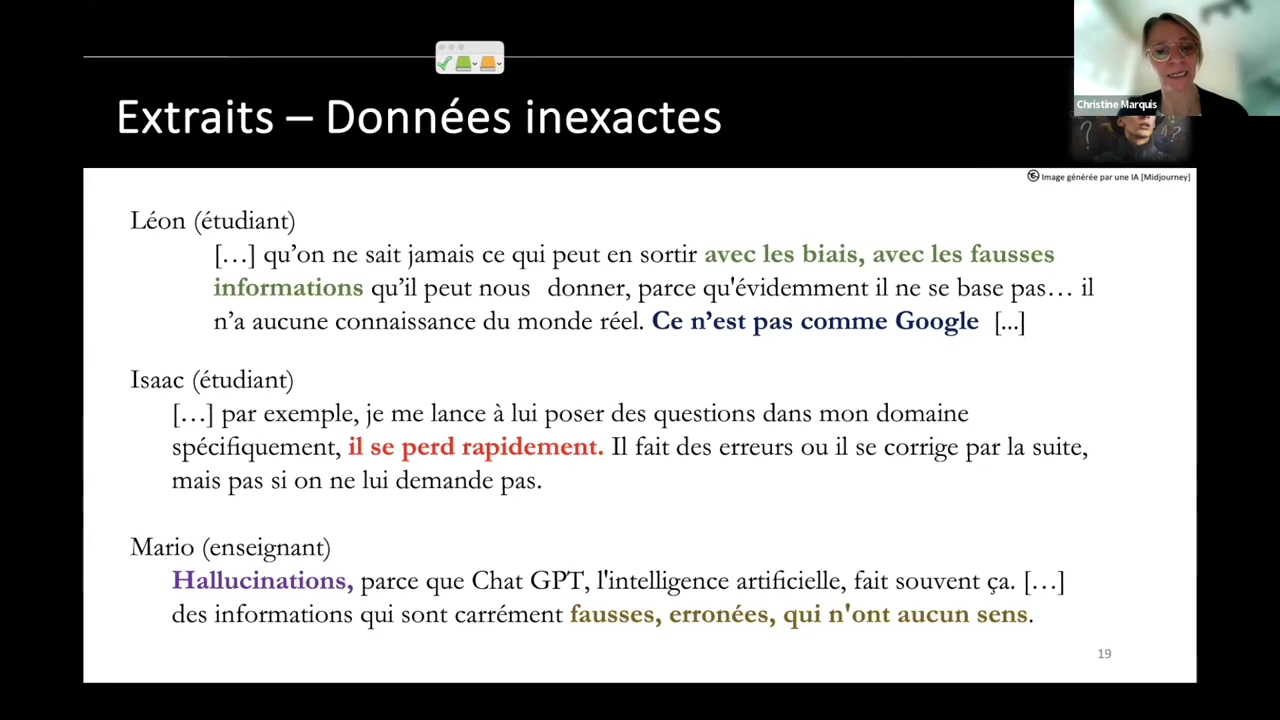 Extraits – Données inexactes
Christine Marquis
Image générée par une IA [Midjourney]
Léon (étudiant)
[…] qu’on ne sait jamais ce qui peut en sortir avec les biais, avec les fausses
informations qu’il peut nous donner, parce qu'évidemment il ne se base pas… il
n’a aucune connaissance du monde réel. Ce n’est pas comme Google [...]
Isaac (étudiant)
[…] par exemple, je me lance à lui poser des questions dans mon domaine
spécifiquement, il se perd rapidement. Il fait des erreurs ou il se corrige par la suite,
mais pas si on ne lui demande pas.
Mario (enseignant)
Hallucinations, parce que Chat GPT, l'intelligence artificielle, fait souvent ça. […]
des informations qui sont carrément fausses, erronées, qui n'ont aucun sens.
19